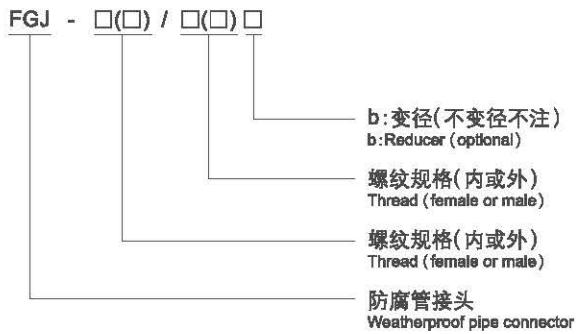 FGJ - □(□) / □(□) □
b:变径(不变径不注)
b:Reducer (optional)
螺纹规格(内或外)
Thread (female or male)
螺纹规格(内或外)
Thread (female or male)
防腐管接头
Weatherproof pipe connector